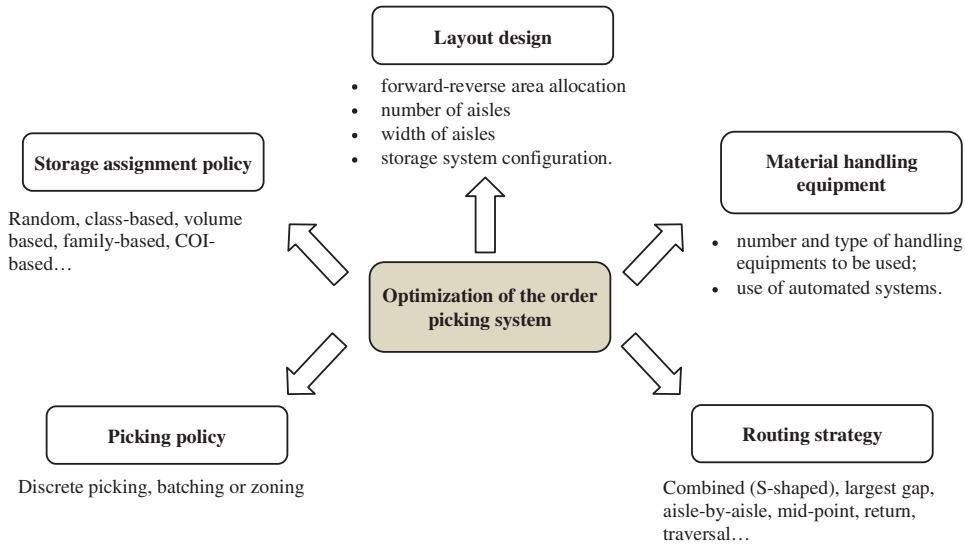 Layout design
• forward-reverse area allocation
• number of aisles
• width of aisles
• storage system configuration.
Storage assignment policy
Random, class-based, volume
based, family-based, COI-
based…
Material handling
equipment
• number and type of handling
equipments to be used;
• use of automated systems.
Optimization of the order
picking system
Picking policy
Discrete picking, batching or zoning
Routing strategy
Combined (S-shaped), largest gap,
aisle-by-aisle, mid-point, return,
traversal…